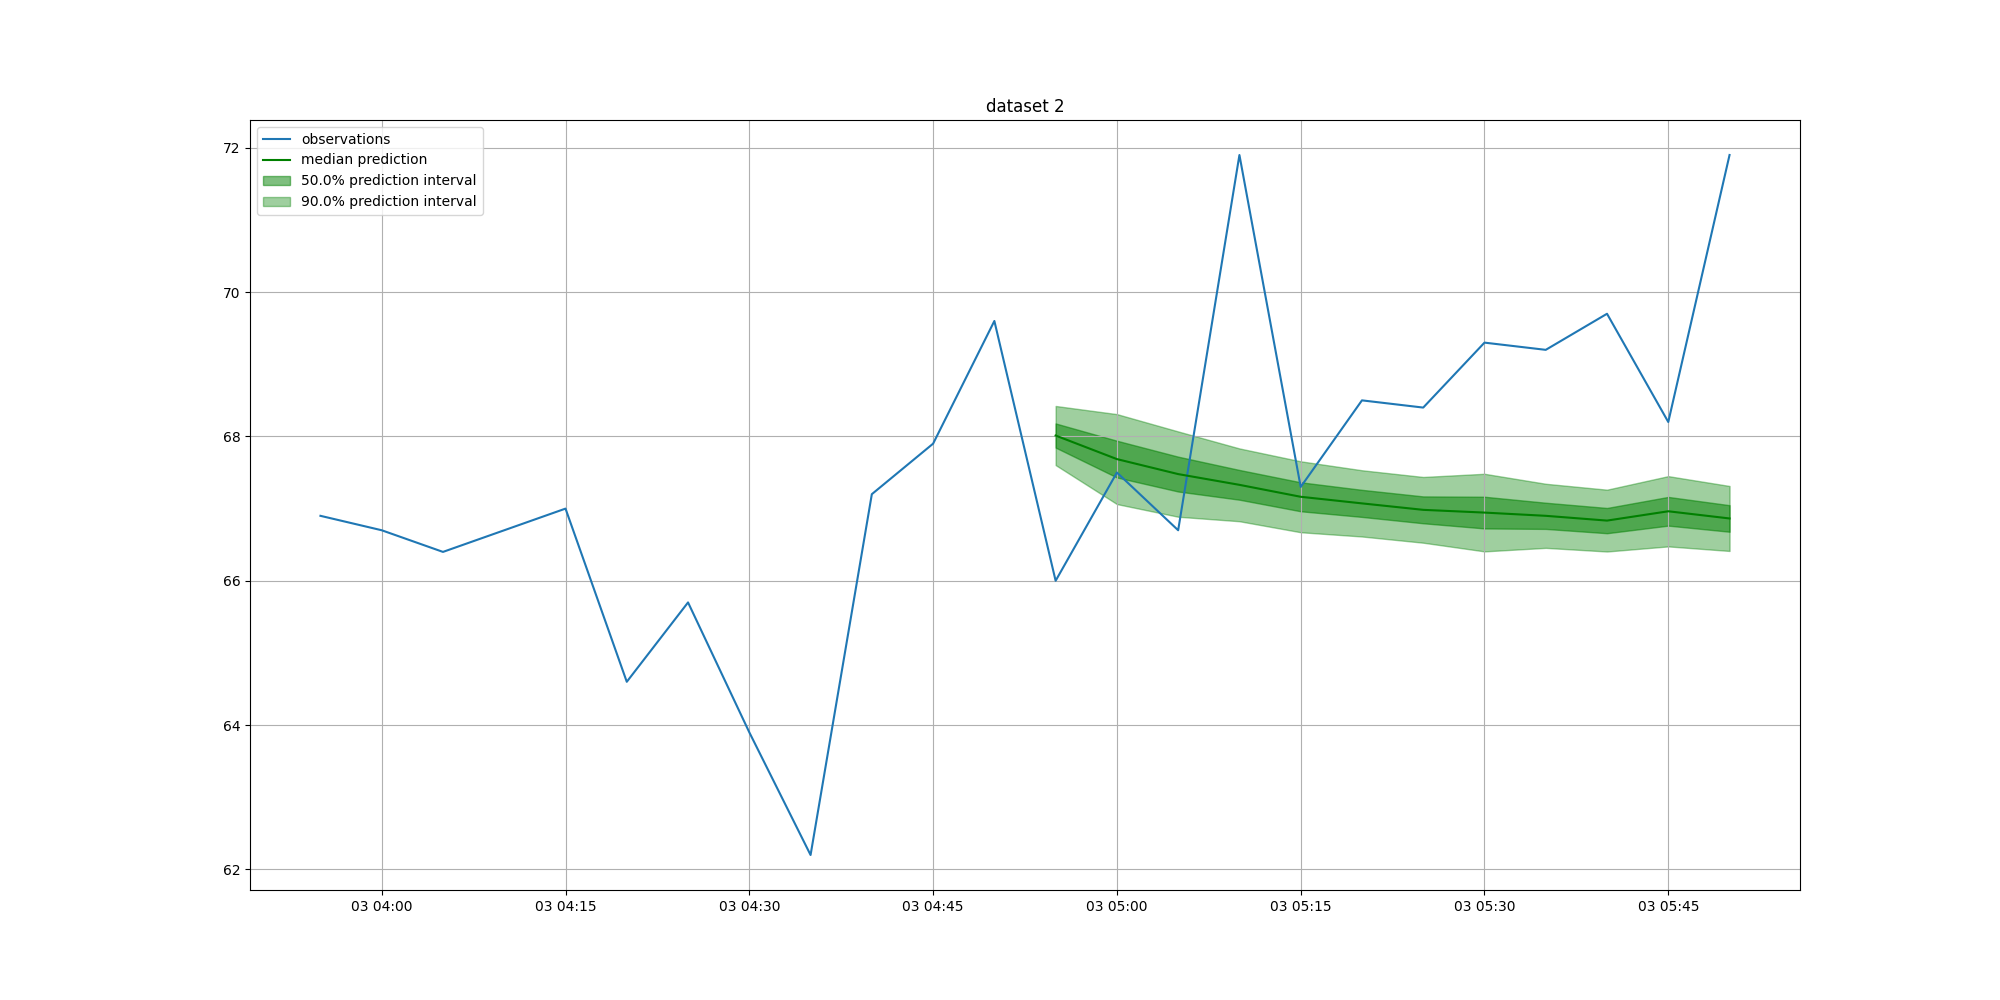 dataset 2
observations
median prediction
50.0% prediction interval
90.0% prediction interval
72
70
68
66
64
62
03 04:00
03 04:15
03 04:30
03 04:45
03 05:00
03 05:15
03 05:30
03 05:45